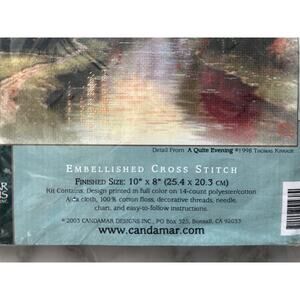 Detail From A Quite Evening ©1998 Thomas Kinkade
Embellished Cross Stitch
Finished Size: 10" x 8" (25.4 x 20.3 cm)
Kit Contains: Design printed in full color on 14-count polyester/cotton
Aida cloth, 100% cotton floss, decorative threads, needle,
chart, and easy-to-follow instructions.
©2003 Candamar Designs Inc., PO Box 325, Bonsall, CA 92033
www.candamar.com